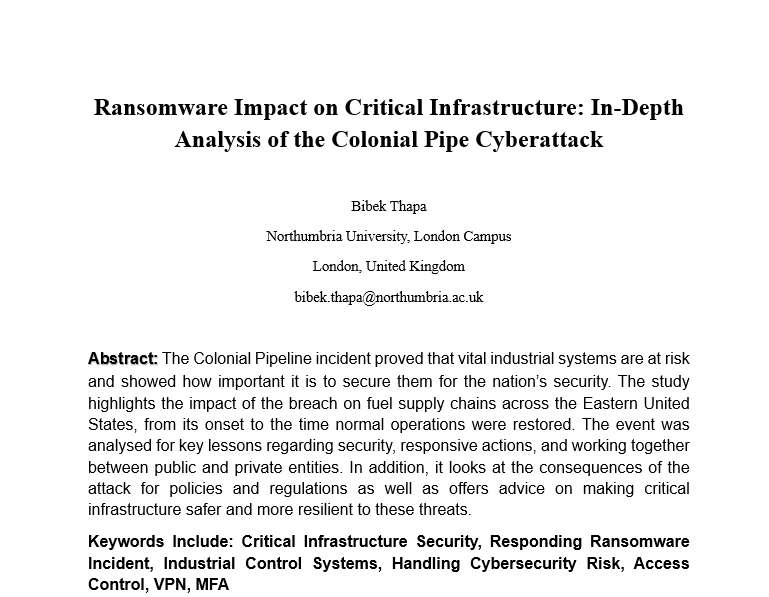 Ransomware Impact on Critical Infrastructure: In-Depth
Analysis of the Colonial Pipe Cyberattack
Bibek Thapa
Northumbria University, London Campus
London, United Kingdom
bibek.thapa@northumbria.ac.uk
Abstract: The Colonial Pipeline incident proved that vital industrial systems are at risk
and showed how important it is to secure them for the nation's security. The study
highlights the impact of the breach on fuel supply chains across the Eastern United
States, from its onset to the time normal operations were restored. The event was
analysed for key lessons regarding security, responsive actions, and working together
between public and private entities. In addition, it looks at the consequences of the
attack for policies and regulations as well as offers advice on making critical
infrastructure safer and more resilient to these threats.
Keywords Include: Critical Infrastructure Security, Responding Ransomware
Incident, Industrial Control Systems, Handling Cybersecurity Risk, Access
Control, VPN, MFA